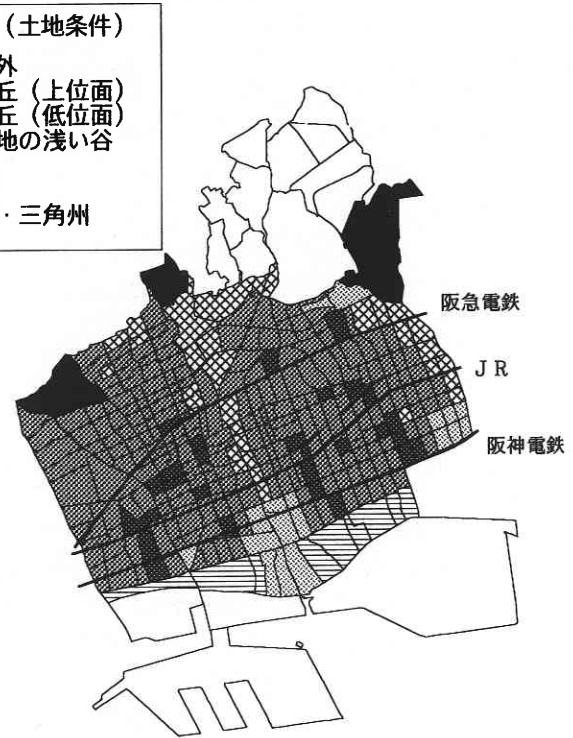 （土地条件）
外
丘（上位面）
丘（低位面）
地の浅い谷
・三角州
阪急電鉄
ＪＲ
阪神電鉄